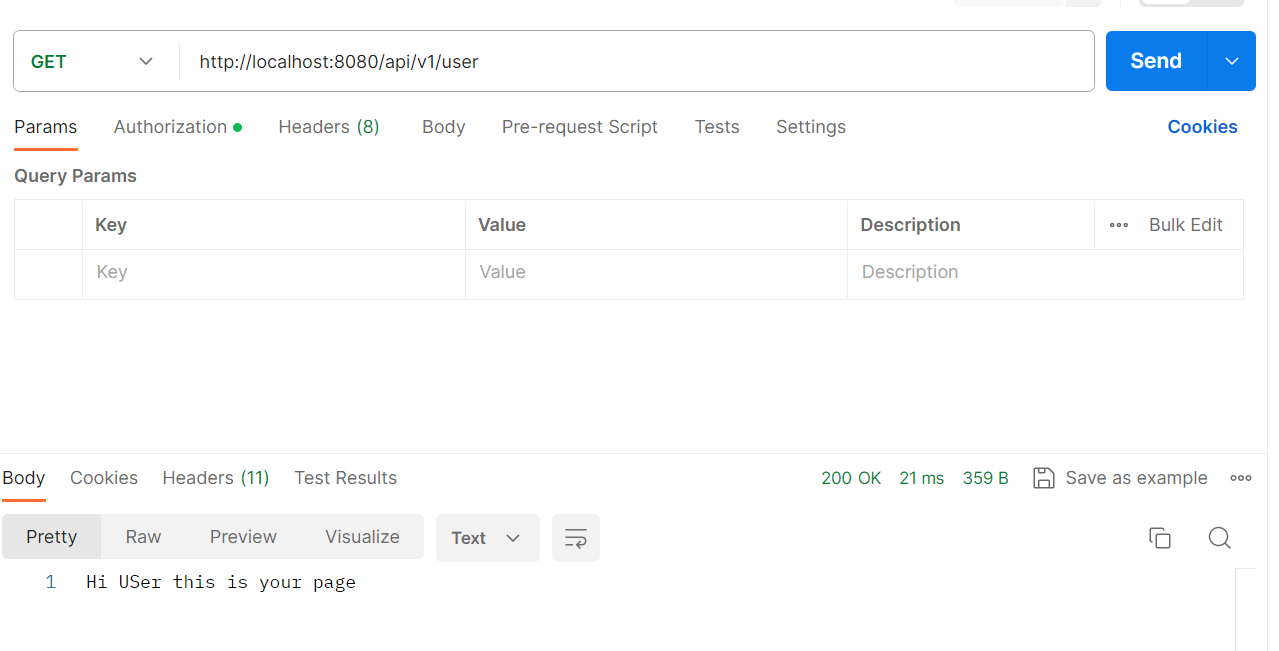 GET http://localhost:8080/api/v1/user Send
Params Authorization Headers (8) Body Pre-request Script Tests Settings Cookies
Query Params
Key Value Description Bulk Edit
Key Value Description
Body Cookies Headers (11) Test Results 200 OK 21 ms 359 B Save as example
Pretty Raw Preview Visualize Text
1 Hi USer this is your page